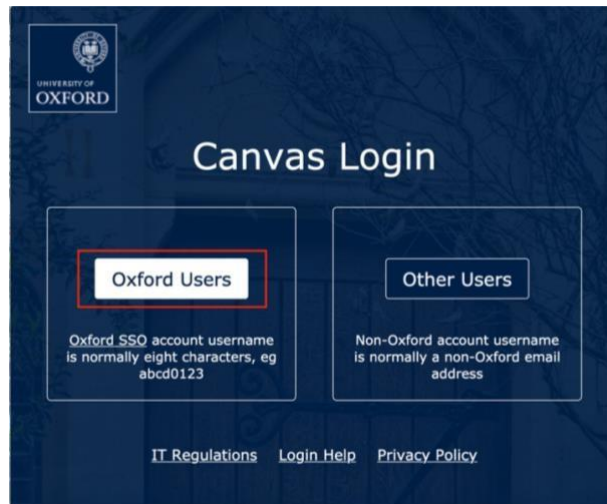 UNIVERSITY OF
OXFORD
Canvas Login
Oxford Users
Oxford SSO account username
is normally eight characters, eg
abcd0123
Other Users
Non-Oxford account username
is normally a non-Oxford email
address
IT Regulations Login Help Privacy Policy